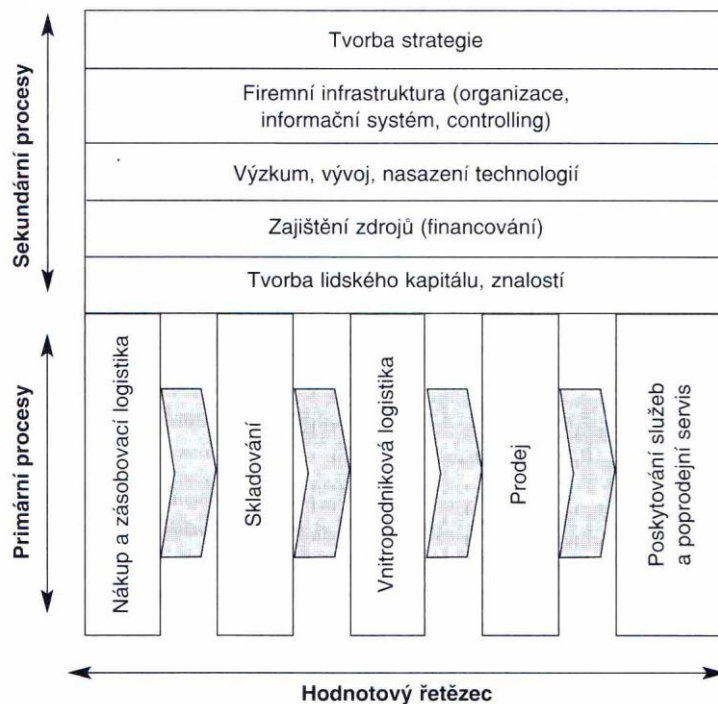 Sekundární procesy
Tvorba strategie
Firemní infrastruktura (organizace,
informační systém, controlling)
Výzkum, vývoj, nasazení technologií
Zajištění zdrojů (financování)
Tvorba lidského kapitálu, znalostí
Primární procesy
Nákup a zásobovací logistika
Skladování
Vnitropodniková logistika
Prodej
Poskytování služeb
a poprodejní servis
Hodnotový řetězec